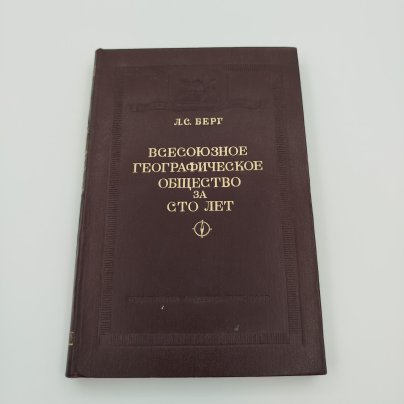 Л.С. БЕРГ
ВСЕСОЮЗНОЕ
ГЕОГРАФИЧЕСКОЕ
ОБЩЕСТВО
ЗА
СТО ЛЕТ